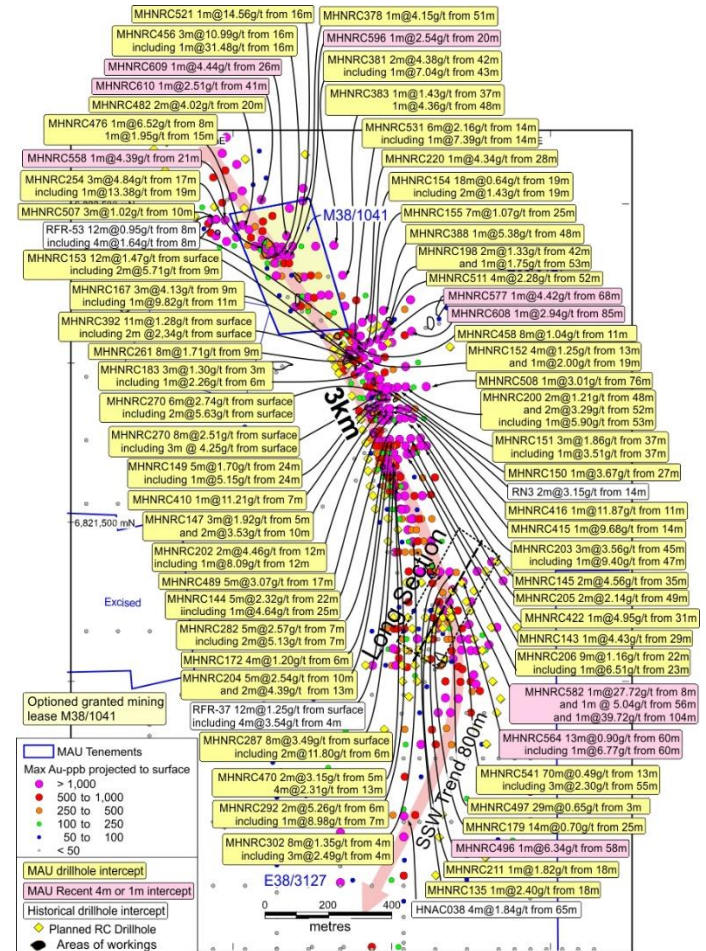 MHNRC521 1m@14.56g/t from 16m
MHNRC456 3m@10.99g/t from 16m
including 1m@31.48g/t from 16m
MHNRC609 1m@4.44g/t from 26m
MHNRC610 1m@2.51g/t from 41m
MHNRC482 2m@4.02g/t from 20m
MHNRC476 1m@6.52g/t from 8m
1m@1.95g/t from 15m
MHNRC558 1m@4.39g/t from 21m
MHNRC254 3m@4.84g/t from 17m
including 1m@13.38g/t from 19m
MHNRC507 3m@1.02g/t from 10m
RFR-53 12m@0.95g/t from 8m
including 4m@1.64g/t from 8m
MHNRC153 12m@1.47g/t from surface
including 2m@5.71g/t from 9m
MHNRC167 3m@4.13g/t from 9m
including 1m@9.82g/t from 11m
MHNRC392 11m@1.28g/t from surface
including 2m @2,34g/t from surface
MHNRC261 8m@1.71g/t from 9m
MHNRC183 3m@1.30g/t from 3m
including 1m@2.26g/t from 6m
MHNRC270 6m@2.74g/t from surface
including 2m@5.63g/t from surface
MHNRC270 8m@2.51g/t from surface
including 3m @ 4.25g/t from surface
MHNRC149 5m@1.70g/t from 24m
including 1m@5.15g/t from 24m
MHNRC410 1m@11.21g/t from 7m
MHNRC147 3m@1.92g/t from 5m
and 2m@3.53g/t from 10m
MHNRC202 2m@4.46g/t from 12m
including 1m@8.09g/t from 12m
MHNRC489 5m@3.07g/t from 17m
MHNRC144 5m@2.32g/t from 22m
iincluding 1m@4.64g/t from 25m
MHNRC282 5m@2.57g/t from 7m
including 2m@5.13g/t from 7m
MHNRC172 4m@1.20g/t from 6m
MHNRC204 5m@2.54g/t from 10m
and 2m@4.39g/t from 13m
RFR-37 12m@1.25g/t from surface
including 4m@3.54g/t from 4m
MHNRC287 8m@3.49g/t from surface
including 2m@11.80g/t from 6m
MHNRC470 2m@3.15g/t from 5m
4m@2.31g/t from 13m
MHNRC292 2m@5.26g/t from 6m
including 1m@8.98g/t from 7m
MHNRC302 8m@1.35g/t from 4m
including 3m@2.49g/t from 4m
MHNRC378 1m@4.15g/t from 51m
MHNRC596 1m@2.54g/t from 20m
MHNRC381 2m@4.38g/t from 42m
including 1m@7.04g/t from 43m
MHNRC383 1m@1.43g/t from 37m
1m@4.36g/t from 48m
MHNRC531 6m@2.16g/t from 14m
including 1m@7.39g/t from 14m
MHNRC220 1m@4.34g/t from 28m
MHNRC154 18m@0.64g/t from 19m
including 2m@1.43g/t from 19m
MHNRC155 7m@1.07g/t from 25m
MHNRC388 1m@5.38g/t from 48m
MHNRC198 2m@1.33g/t from 42m
and 1m@1.75g/t from 53m
MHNRC511 4m@2.28g/t from 52m
MHNRC577 1m@4.42g/t from 68m
MHNRC608 1m@2.94g/t from 85m
MHNRC458 8m@1.04g/t from 11m
MHNRC152 4m@1.25g/t from 13m
and 1m@2.00g/t from 19m
MHNRC508 1m@3.01g/t from 76m
MHNRC200 2m@1.21g/t from 48m
and 2m@3.29g/t from 52m
including 1m@5.90g/t from 53m
MHNRC151 3m@1.86g/t from 37m
including 1m@3.51g/t from 37m
MHNRC150 1m@3.67g/t from 27m
RN3 2m@3.15g/t from 14m
MHNRC416 1m@11.87g/t from 11m
MHNRC415 1m@9.68g/t from 14m
MHNRC203 3m@3.56g/t from 45m
including 1m@9.40g/t from 47m
MHNRC145 2m@4.56g/t from 35m
MHNRC205 2m@2.14g/t from 49m
MHNRC422 1m@4.95g/t from 31m
MHNRC143 1m@4.43g/t from 29m
MHNRC206 9m@1.16g/t from 22m
including 1m@6.51g/t from 23m
MHNRC582 1m@27.72g/t from 8m
and 1m @ 5.04g/t from 56m
and 1m@39.72g/t from 104m
MHNRC564 13m@0.90g/t from 60m
including 1m@6.77g/t from 60m
MHNRC541 70m@0.49g/t from 13m
including 3m@2.30g/t from 55m
MHNRC497 29m@0.65g/t from 3m
MHNRC179 14m@0.70g/t from 25m
MHNRC496 1m@6.34g/t from 58m
MHNRC211 1m@1.82g/t from 18m
MHNRC135 1m@2.40g/t from 18m
HNAC038 4m@1.84g/t from 65m
M38/1041
3km
6,821,500 mN
Excised
Long Section
SSW Trend 800m
E38/3127
0 200 400
metres
Optioned granted mining
lease M38/1041
MAU Tenements
Max Au-ppb projected to surface
> 1,000
500 to 1,000
250 to 500
100 to 250
50 to 100
< 50
MAU drillhole intercept
MAU Recent 4m or 1m intercept
Historical drillhole intercept
Planned RC Drillhole
Areas of workings